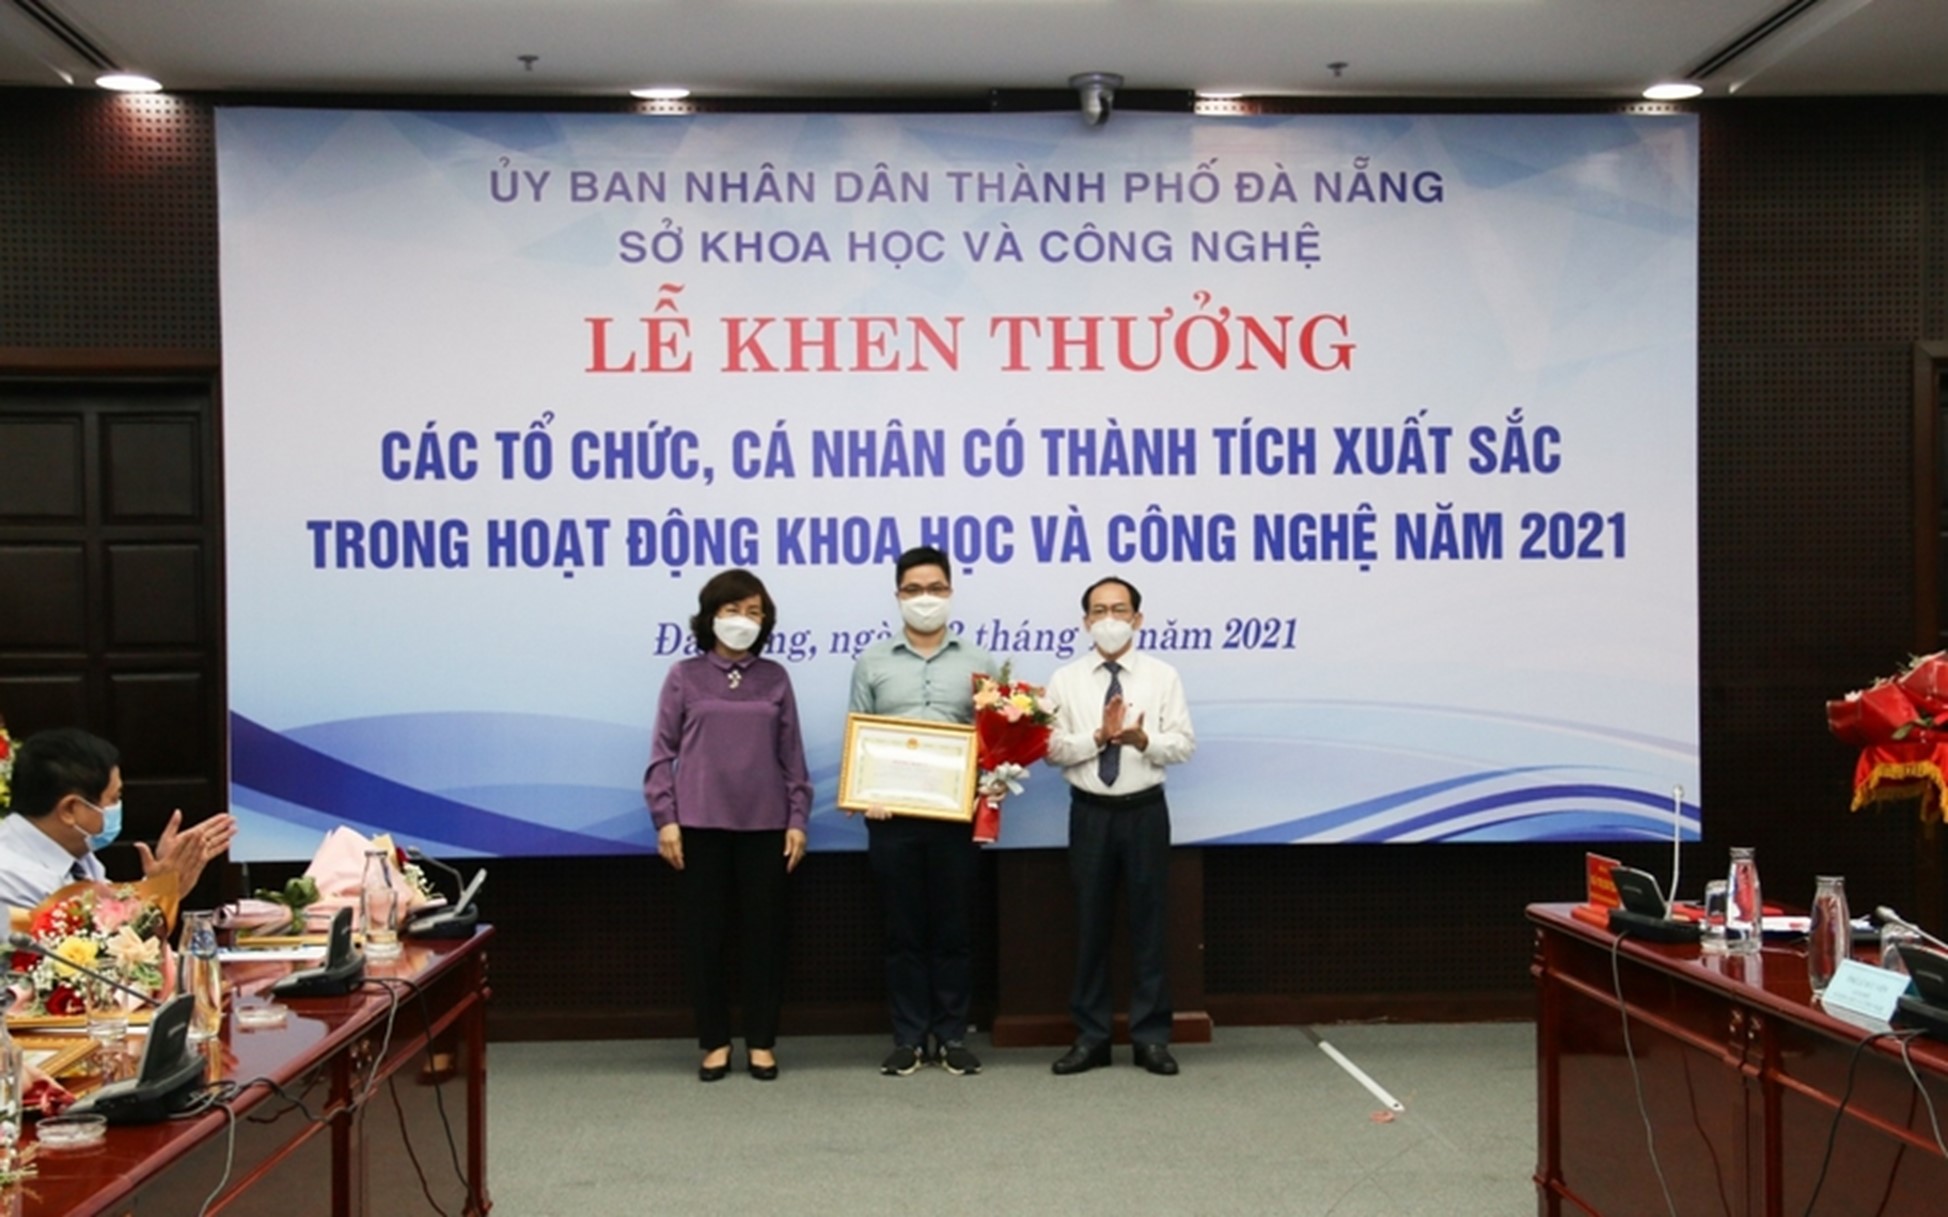 ỦY BAN NHÂN DÂN THÀNH PHỐ ĐÀ NẴNG
SỞ KHOA HỌC VÀ CÔNG NGHỆ
LỄ KHEN THƯỞNG
CÁC TỔ CHỨC, CÁ NHÂN CÓ THÀNH TÍCH XUẤT SẮC
TRONG HOẠT ĐỘNG KHOA HỌC VÀ CÔNG NGHỆ NĂM 2021
tháng năm 2021